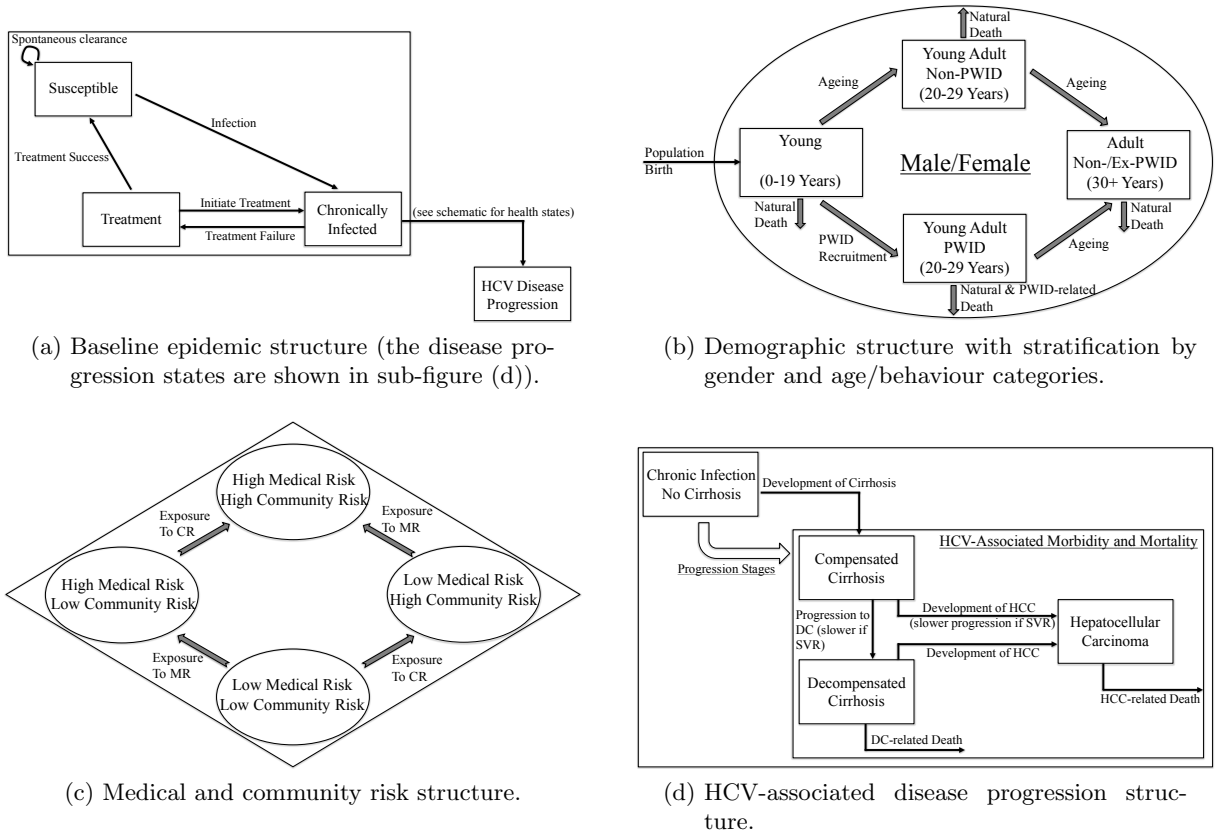 Spontaneous clearance
Susceptible
Infection
Treatment Success
Treatment
Initiate Treatment
Treatment Failure
Chronically
Infected
(see schematic for health states)
HCV Disease
Progression
(a) Baseline epidemic structure (the disease pro-
gression states are shown in sub-figure (d)).
Natural
Death
Young Adult
Non-PWID
(20-29 Years)
Ageing
Ageing
Population
Birth
Young
(0-19 Years)
Male/Female
Adult
Non-/Ex-PWID
(30+ Years)
Natural
Death
Natural
Death
PWID
Recruitment
Young Adult
PWID
(20-29 Years)
Ageing
Natural & PWID-related
Death
(b) Demographic structure with stratification by
gender and age/behaviour categories.
High Medical Risk
High Community Risk
Exposure
To CR
Exposure
To MR
High Medical Risk
Low Community Risk
Low Medical Risk
High Community Risk
Exposure
To MR
Exposure
To CR
Low Medical Risk
Low Community Risk
(c) Medical and community risk structure.
Chronic Infection
No Cirrhosis
Development of Cirrhosis
HCV-Associated Morbidity and Mortality
Progression Stages
Compensated
Cirrhosis
Progression to
DC (slower if
SVR)
Development of HCC
(slower progression if SVR)
Development of HCC
Hepatocellular
Carcinoma
Decompensated
Cirrhosis
HCC-related Death
DC-related Death
(d) HCV-associated disease progression struc-
ture.